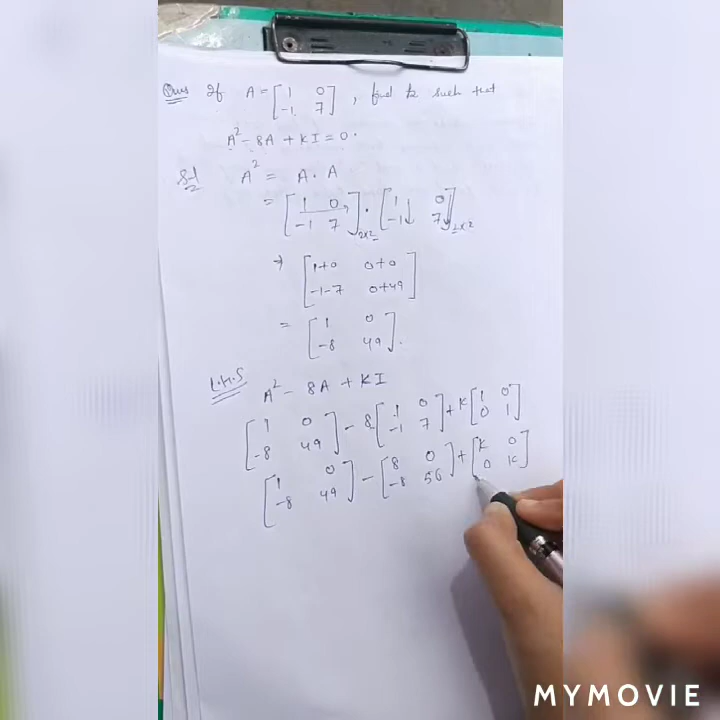 Ques If A = [ 1 0 , find k such that
-1 7 ]
A² - 8A + KI = 0.
Sol A² = A . A
= [ 1 0 ] . [ 1 0 ]
-1 7 2x2 -1 7 2x2
→ [ 1+0 0+0 ]
-1-7 0+49
= [ 1 0 ]
-8 49 .
L.H.S A² - 8A + KI
[ 1 0 ] - 8 [ 1 0 ] + K [ 1 0 ]
-8 49 -1 7 0 1
[ 1 0 ] - [ 8 0 ] + [ K 0 ]
-8 49 -8 56 0 K
MYMOVIE